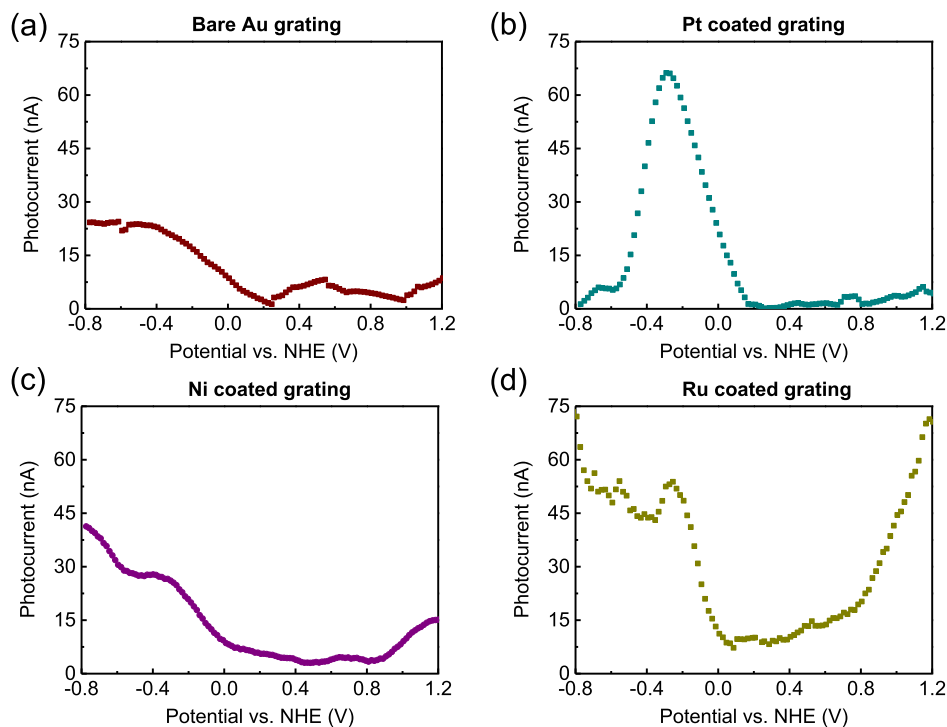 (a)
Bare Au grating
75
60
45
30
15
0
Photocurrent (nA)
-0.8 -0.4 0.0 0.4 0.8 1.2
Potential vs. NHE (V)
(b)
Pt coated grating
75
60
45
30
15
0
Photocurrent (nA)
-0.8 -0.4 0.0 0.4 0.8 1.2
Potential vs. NHE (V)
(c)
Ni coated grating
75
60
45
30
15
0
Photocurrent (nA)
-0.8 -0.4 0.0 0.4 0.8 1.2
Potential vs. NHE (V)
(d)
Ru coated grating
75
60
45
30
15
0
Photocurrent (nA)
-0.8 -0.4 0.0 0.4 0.8 1.2
Potential vs. NHE (V)